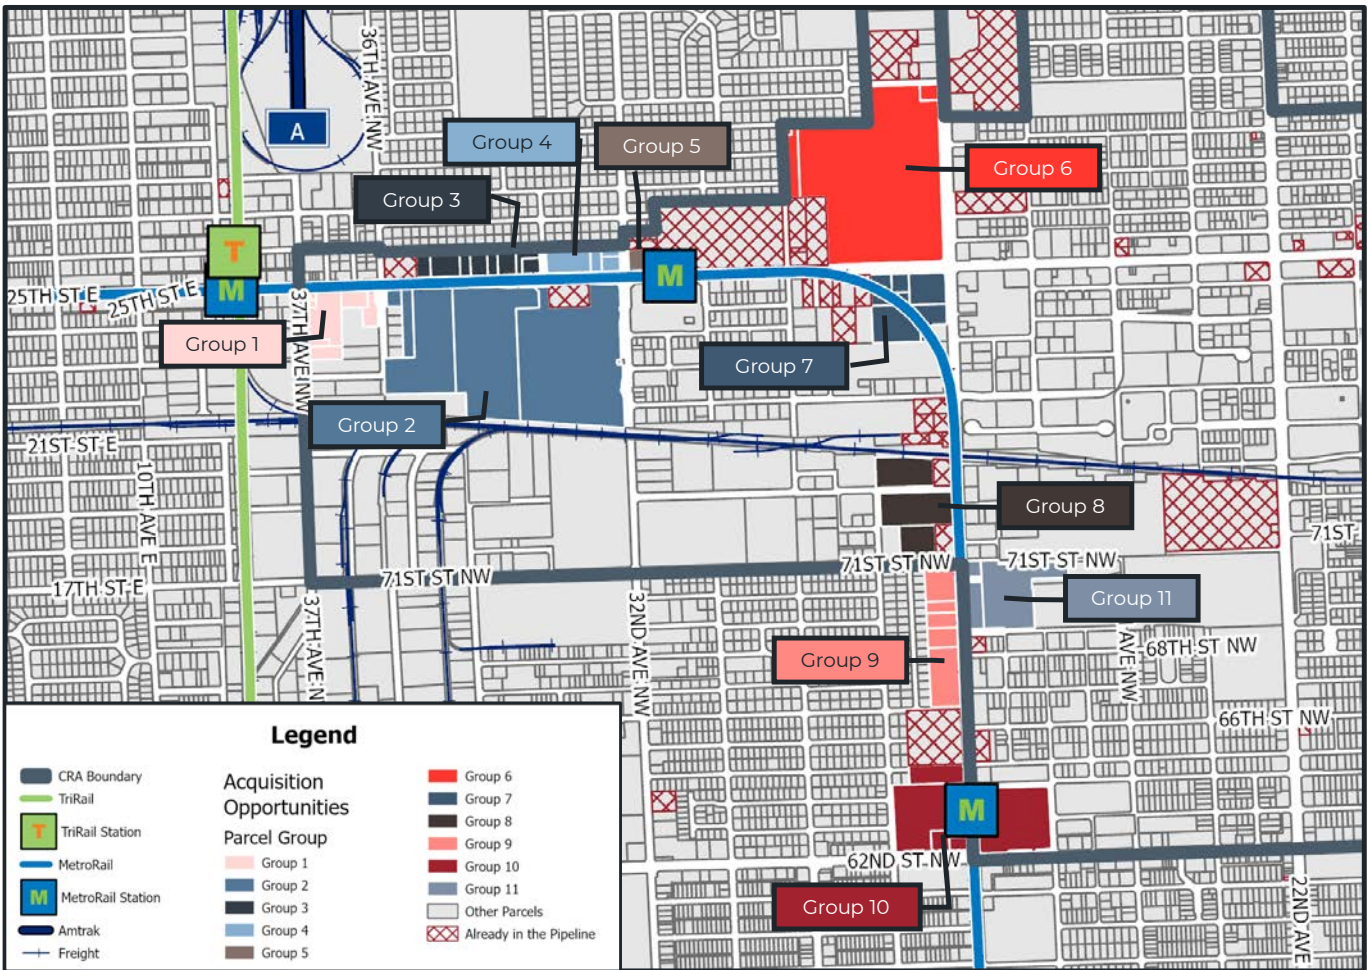 36TH AVE NW
A
Group 4
Group 5
Group 6
Group 3
T
M
M
25TH ST E
25TH ST E
37TH AVE NW
Group 1
Group 7
Group 2
21ST ST E
10TH AVE E
Group 8
71ST
71ST ST NW
71ST ST NW
71ST ST NW
17TH ST E
37TH AVE N
32ND AVE NW
Group 11
AVE NW
68TH ST NW
Group 9
66TH ST NW
M
62ND ST NW
22ND AVE
Group 10
Legend
CRA Boundary
TriRail
T
TriRail Station
MetroRail
M
MetroRail Station
Amtrak
Freight
Acquisition
Opportunities
Parcel Group
Group 1
Group 2
Group 3
Group 4
Group 5
Group 6
Group 7
Group 8
Group 9
Group 10
Group 11
Other Parcels
Already in the Pipeline